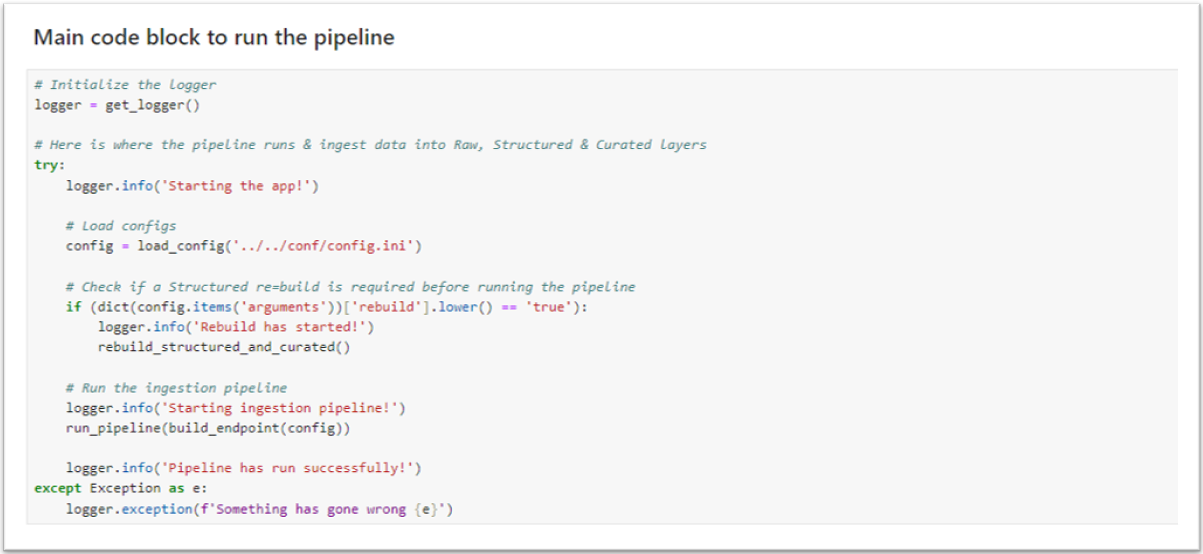 Main code block to run the pipeline
# Initialize the logger
logger = get_logger()
# Here is where the pipeline runs & ingest data into Raw, Structured & Curated layers
try:
    logger.info('Starting the app!')
    # Load configs
    config = load_config('../../conf/config.ini')
    # Check if a Structured re=build is required before running the pipeline
    if (dict(config.items('arguments'))['rebuild'].lower() == 'true'):
        logger.info('Rebuild has started!')
        rebuild_structured_and_curated()
    # Run the ingestion pipeline
    logger.info('Starting ingestion pipeline!')
    run_pipeline(build_endpoint(config))
    logger.info('Pipeline has run successfully!')
except Exception as e:
    logger.exception(f'Something has gone wrong {e}')